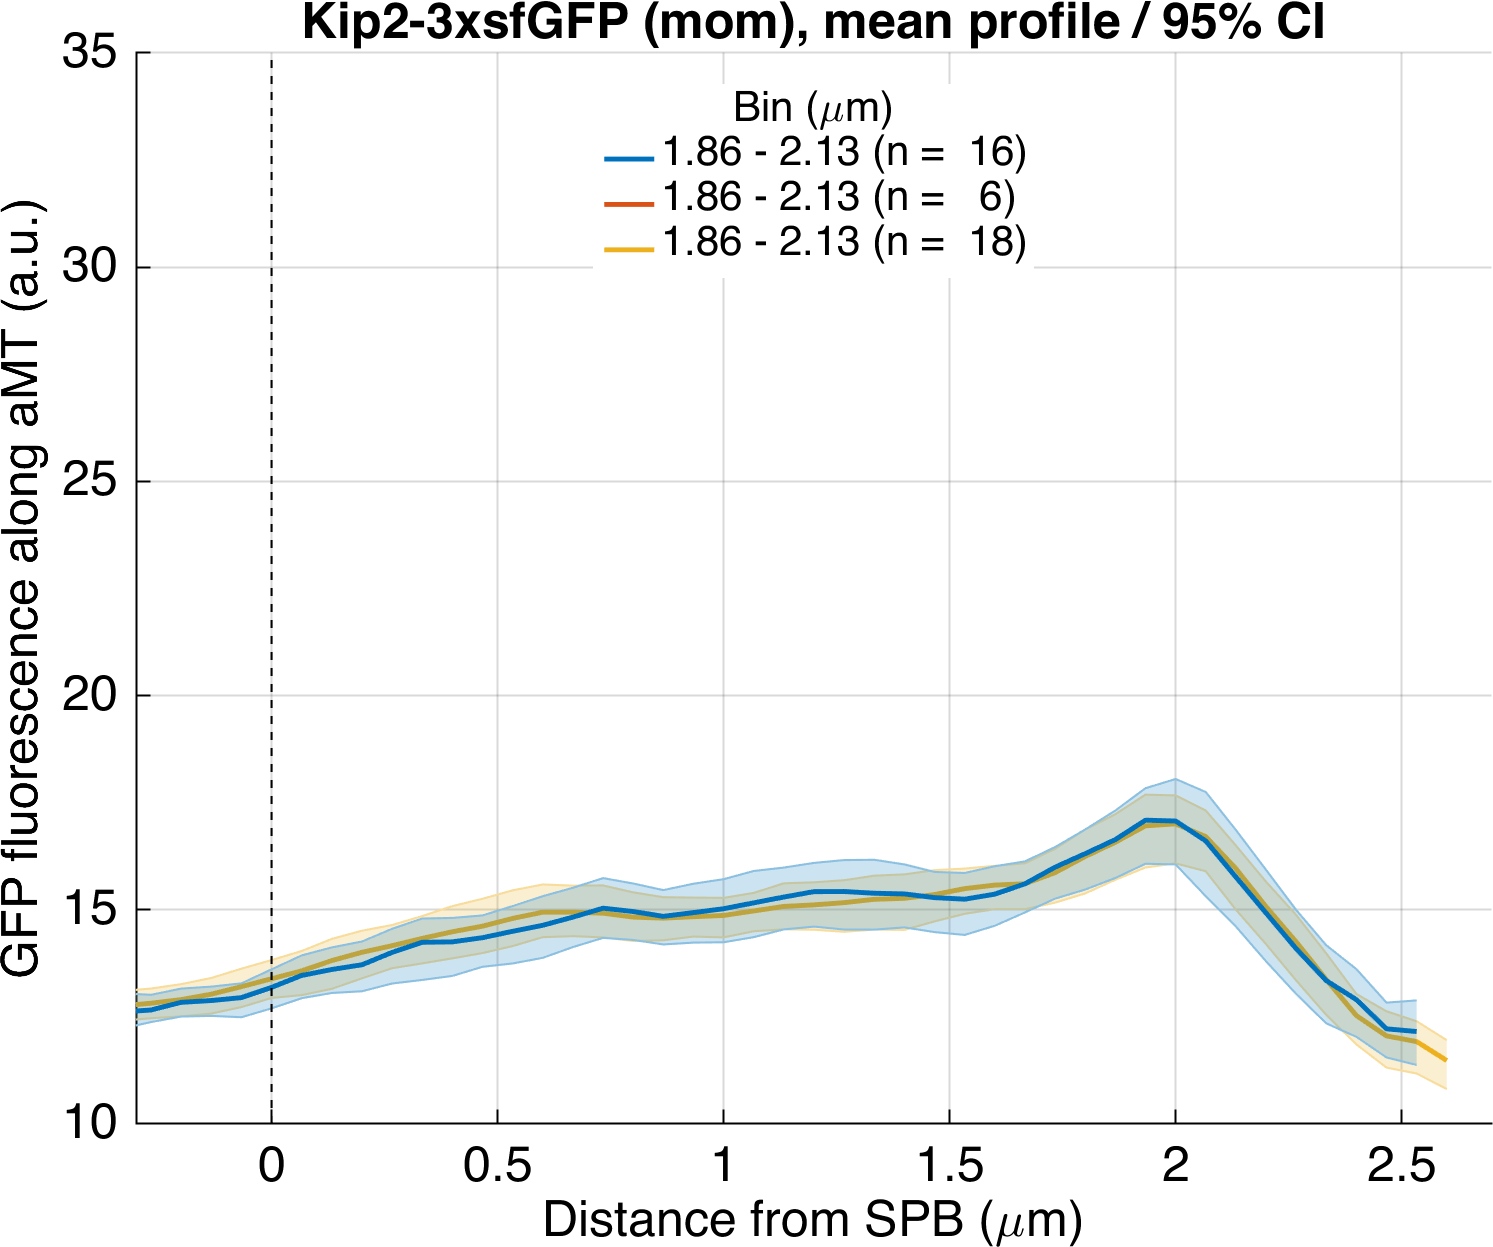 Kip2-3xsfGFP (mom), mean profile / 95% CI
Bin (μm)
1.86 - 2.13 (n = 16)
1.86 - 2.13 (n = 6)
1.86 - 2.13 (n = 18)
GFP fluorescence along aMT (a.u.)
35
30
25
20
15
10
0 0.5 1 1.5 2 2.5
Distance from SPB (μm)